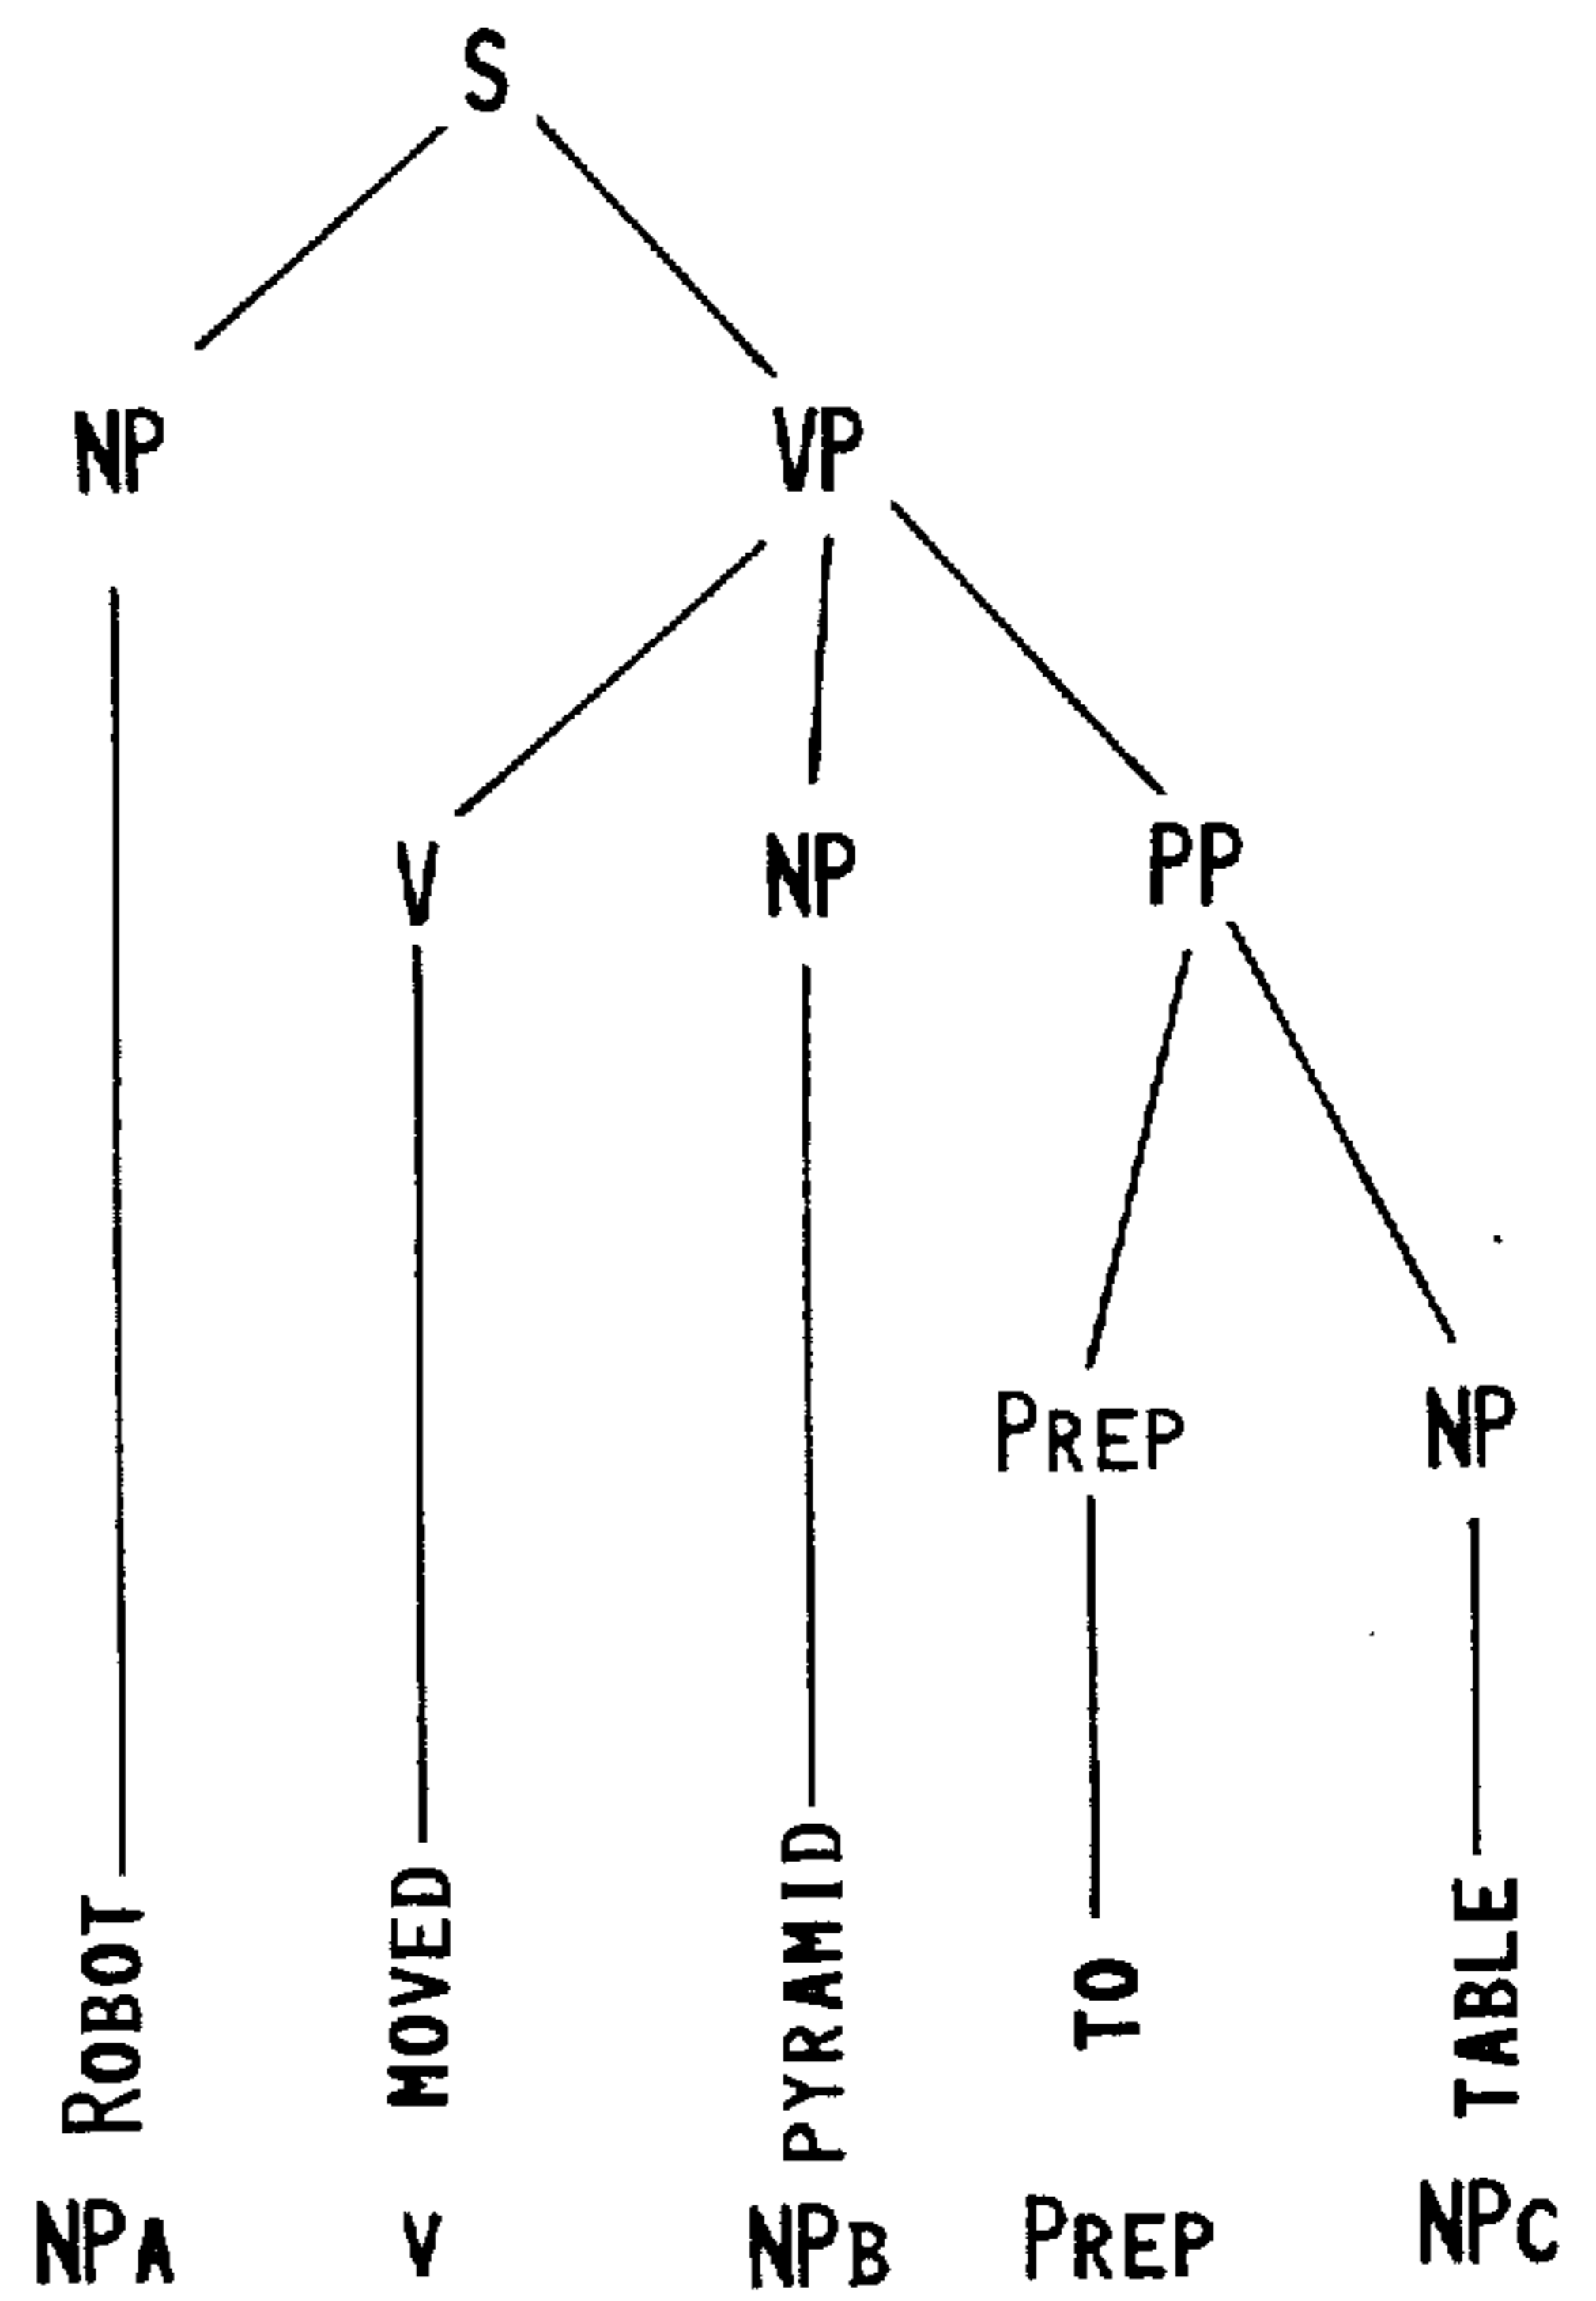 S
NP VP
V NP PP
PREP NP
ROBOT MOVED PYRAMID TO TABLE
NPA V NPB PREP NPC